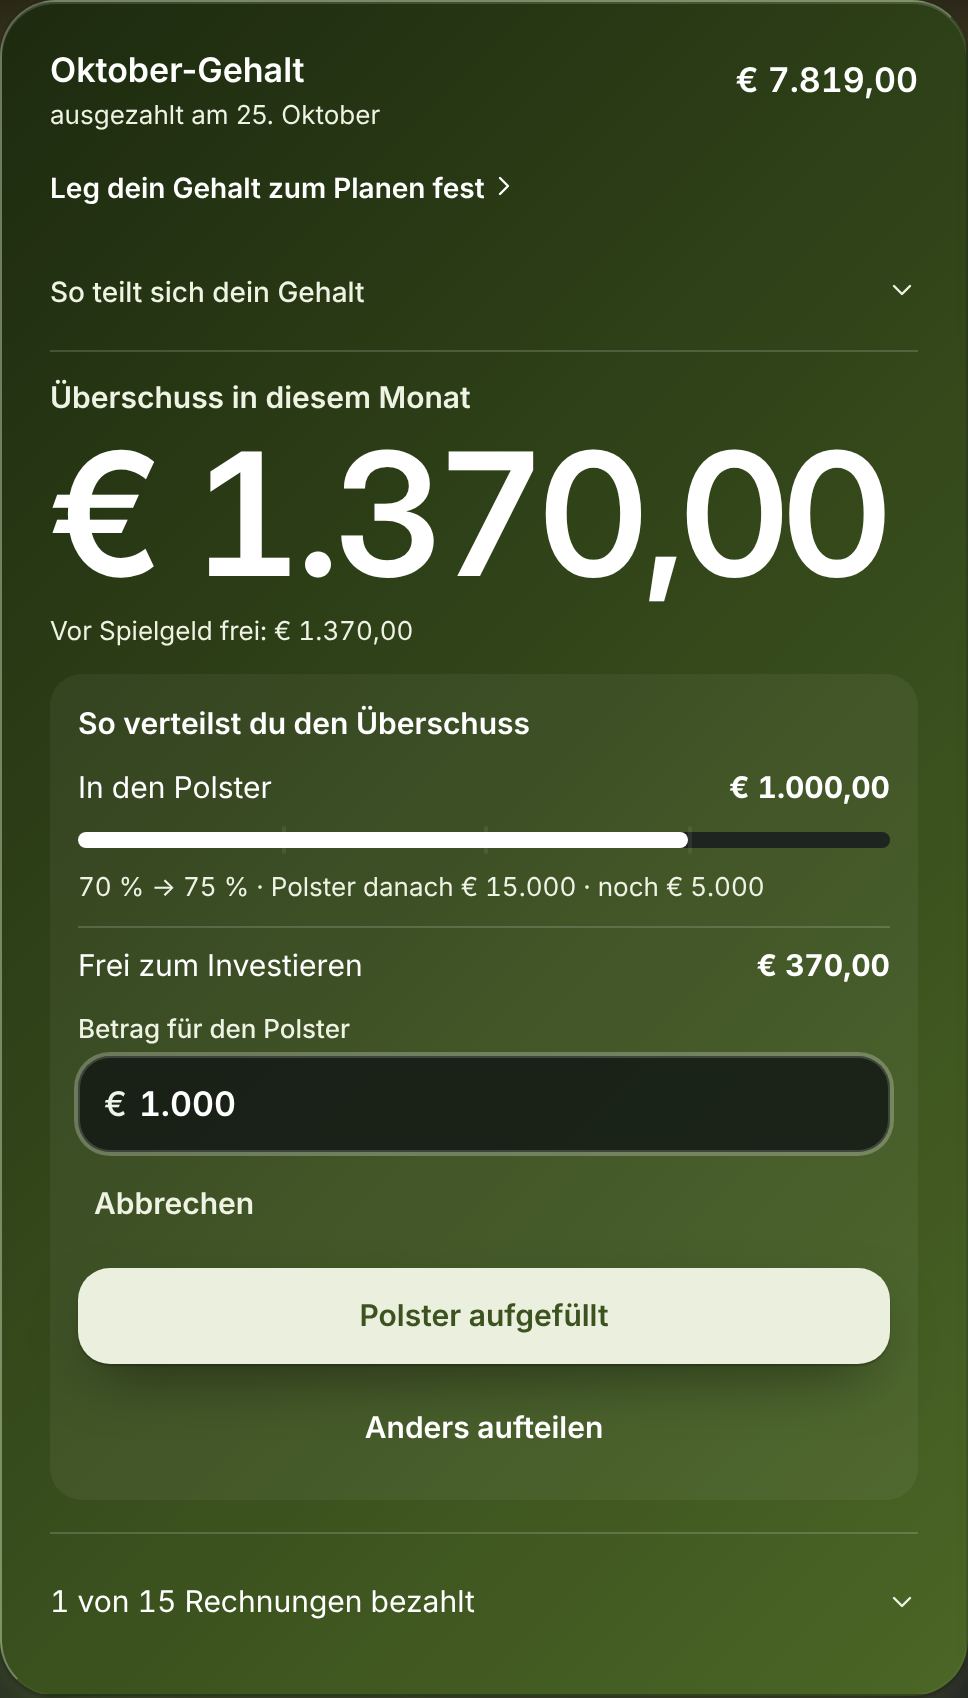 Oktober-Gehalt
€ 7.819,00
ausgezahlt am 25. Oktober
Leg dein Gehalt zum Planen fest
So teilt sich dein Gehalt
Überschuss in diesem Monat
€ 1.370,00
Vor Spielgeld frei: € 1.370,00
So verteilst du den Überschuss
In den Polster € 1.000,00
70 % → 75 % · Polster danach € 15.000 · noch € 5.000
Frei zum Investieren € 370,00
Betrag für den Polster
€ 1.000
Abbrechen
Polster aufgefüllt
Anders aufteilen
1 von 15 Rechnungen bezahlt